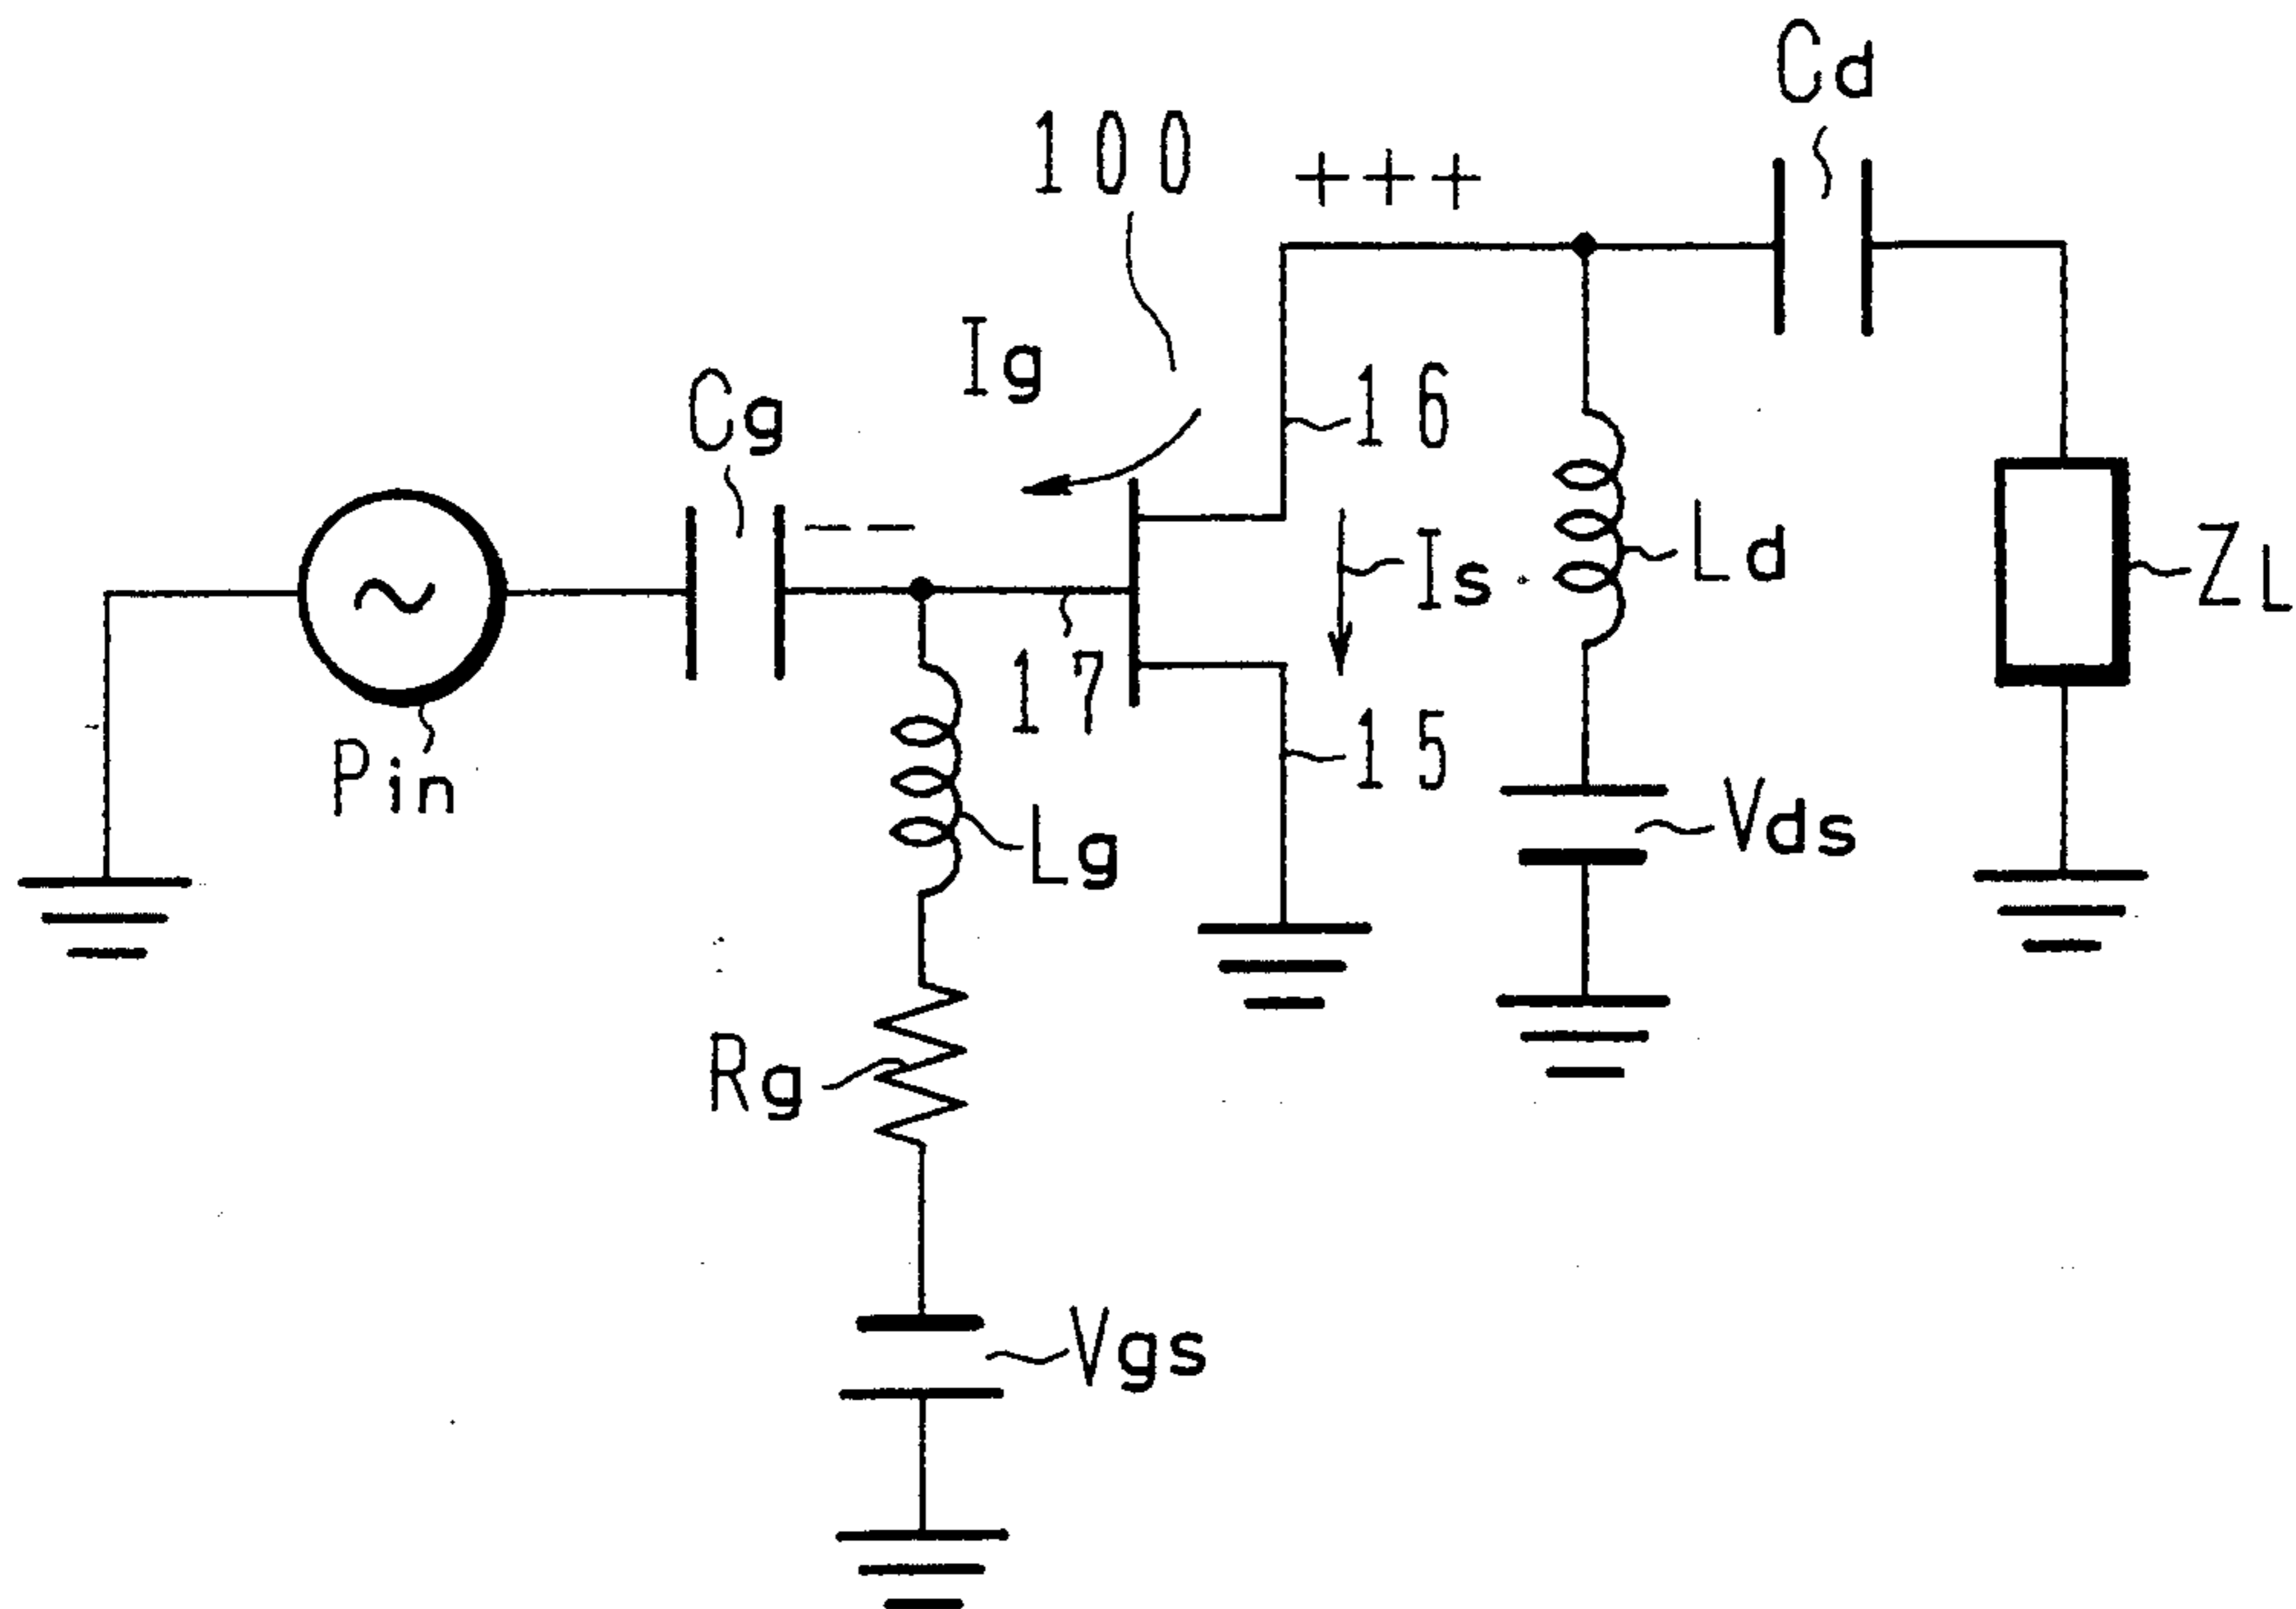 Cd
100
+++
Ig
16
Cg
-- 
Is
Ld
ZL
17
15
Pin
Lg
Vds
Rg
Vgs